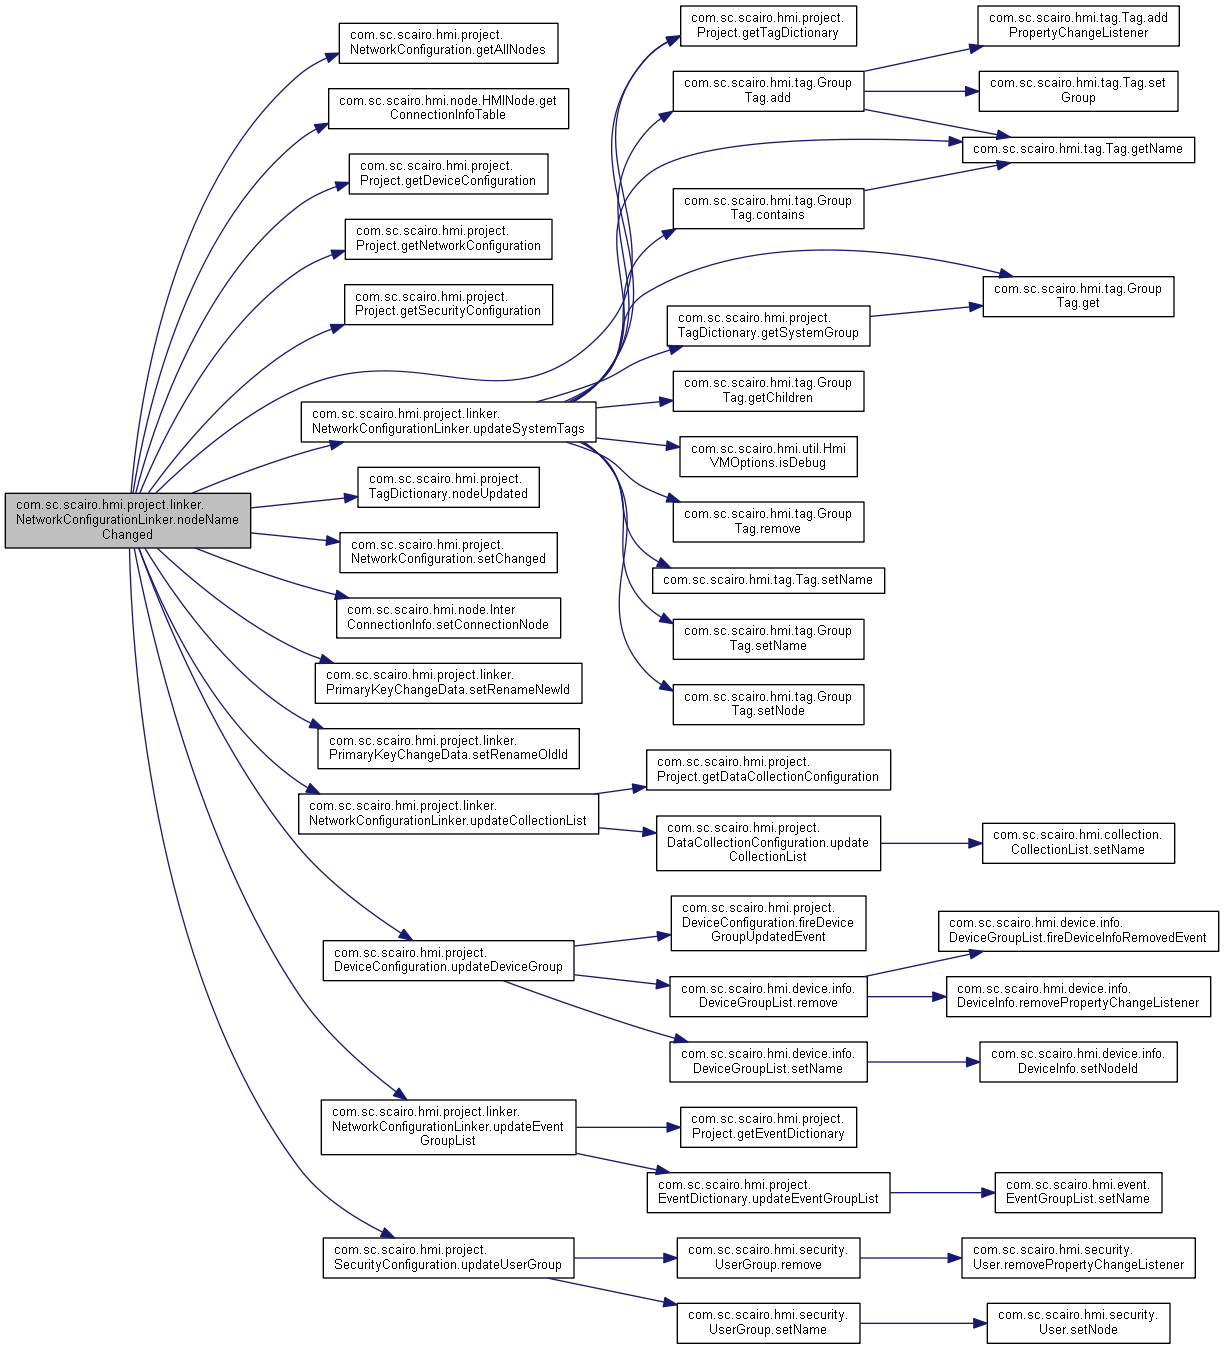 com.sc.scairo.hmi.project.linker.
NetworkConfigurationLinker.nodeName
Changed
com.sc.scairo.hmi.project.
NetworkConfiguration.getAllNodes
com.sc.scairo.hmi.node.HMINode.get
ConnectionInfoTable
com.sc.scairo.hmi.project.
Project.getDeviceConfiguration
com.sc.scairo.hmi.project.
Project.getNetworkConfiguration
com.sc.scairo.hmi.project.
Project.getSecurityConfiguration
com.sc.scairo.hmi.project.linker.
NetworkConfigurationLinker.updateSystemTags
com.sc.scairo.hmi.project.
TagDictionary.nodeUpdated
com.sc.scairo.hmi.project.
NetworkConfiguration.setChanged
com.sc.scairo.hmi.node.Inter
ConnectionInfo.setConnectionNode
com.sc.scairo.hmi.project.linker.
PrimaryKeyChangeData.setRenameNewId
com.sc.scairo.hmi.project.linker.
PrimaryKeyChangeData.setRenameOldId
com.sc.scairo.hmi.project.linker.
NetworkConfigurationLinker.updateCollectionList
com.sc.scairo.hmi.project.
DeviceConfiguration.updateDeviceGroup
com.sc.scairo.hmi.project.linker.
NetworkConfigurationLinker.updateEvent
GroupList
com.sc.scairo.hmi.project.
SecurityConfiguration.updateUserGroup
com.sc.scairo.hmi.project.
Project.getTagDictionary
com.sc.scairo.hmi.tag.Group
Tag.add
com.sc.scairo.hmi.tag.Group
Tag.contains
com.sc.scairo.hmi.project.
TagDictionary.getSystemGroup
com.sc.scairo.hmi.tag.Group
Tag.getChildren
com.sc.scairo.hmi.util.Hmi
VMOptions.isDebug
com.sc.scairo.hmi.tag.Group
Tag.remove
com.sc.scairo.hmi.tag.Tag.setName
com.sc.scairo.hmi.tag.Group
Tag.setName
com.sc.scairo.hmi.tag.Group
Tag.setNode
com.sc.scairo.hmi.project.
Project.getDataCollectionConfiguration
com.sc.scairo.hmi.project.
DataCollectionConfiguration.update
CollectionList
com.sc.scairo.hmi.project.
DeviceConfiguration.fireDevice
GroupUpdatedEvent
com.sc.scairo.hmi.device.info.
DeviceGroupList.remove
com.sc.scairo.hmi.device.info.
DeviceGroupList.setName
com.sc.scairo.hmi.project.
Project.getEventDictionary
com.sc.scairo.hmi.project.
EventDictionary.updateEventGroupList
com.sc.scairo.hmi.security.
UserGroup.remove
com.sc.scairo.hmi.security.
UserGroup.setName
com.sc.scairo.hmi.tag.Tag.add
PropertyChangeListener
com.sc.scairo.hmi.tag.Tag.set
Group
com.sc.scairo.hmi.tag.Tag.getName
com.sc.scairo.hmi.tag.Group
Tag.get
com.sc.scairo.hmi.collection.
CollectionList.setName
com.sc.scairo.hmi.device.info.
DeviceGroupList.fireDeviceInfoRemovedEvent
com.sc.scairo.hmi.device.info.
DeviceInfo.removePropertyChangeListener
com.sc.scairo.hmi.device.info.
DeviceInfo.setNodeId
com.sc.scairo.hmi.event.
EventGroupList.setName
com.sc.scairo.hmi.security.
User.removePropertyChangeListener
com.sc.scairo.hmi.security.
User.setNode